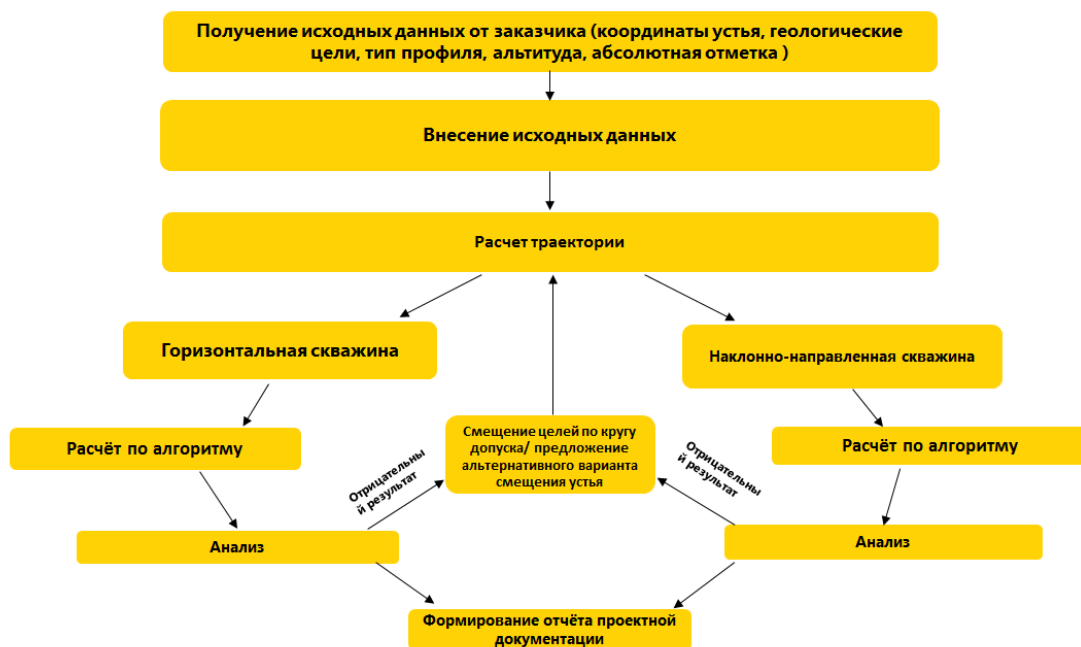 Получение исходных данных от заказчика (координаты устья, геологические
цели, тип профиля, альтитуда, абсолютная отметка )
Внесение исходных данных
Расчет траектории
Горизонтальная скважина
Наклонно-направленная скважина
Расчёт по алгоритму
Смещение целей по кругу
допуска/ предложение
альтернативного варианта
смещения устья
Расчёт по алгоритму
Отрицательны
й результат
Отрицательны
й результат
Анализ
Анализ
Формирование отчёта проектной
документации